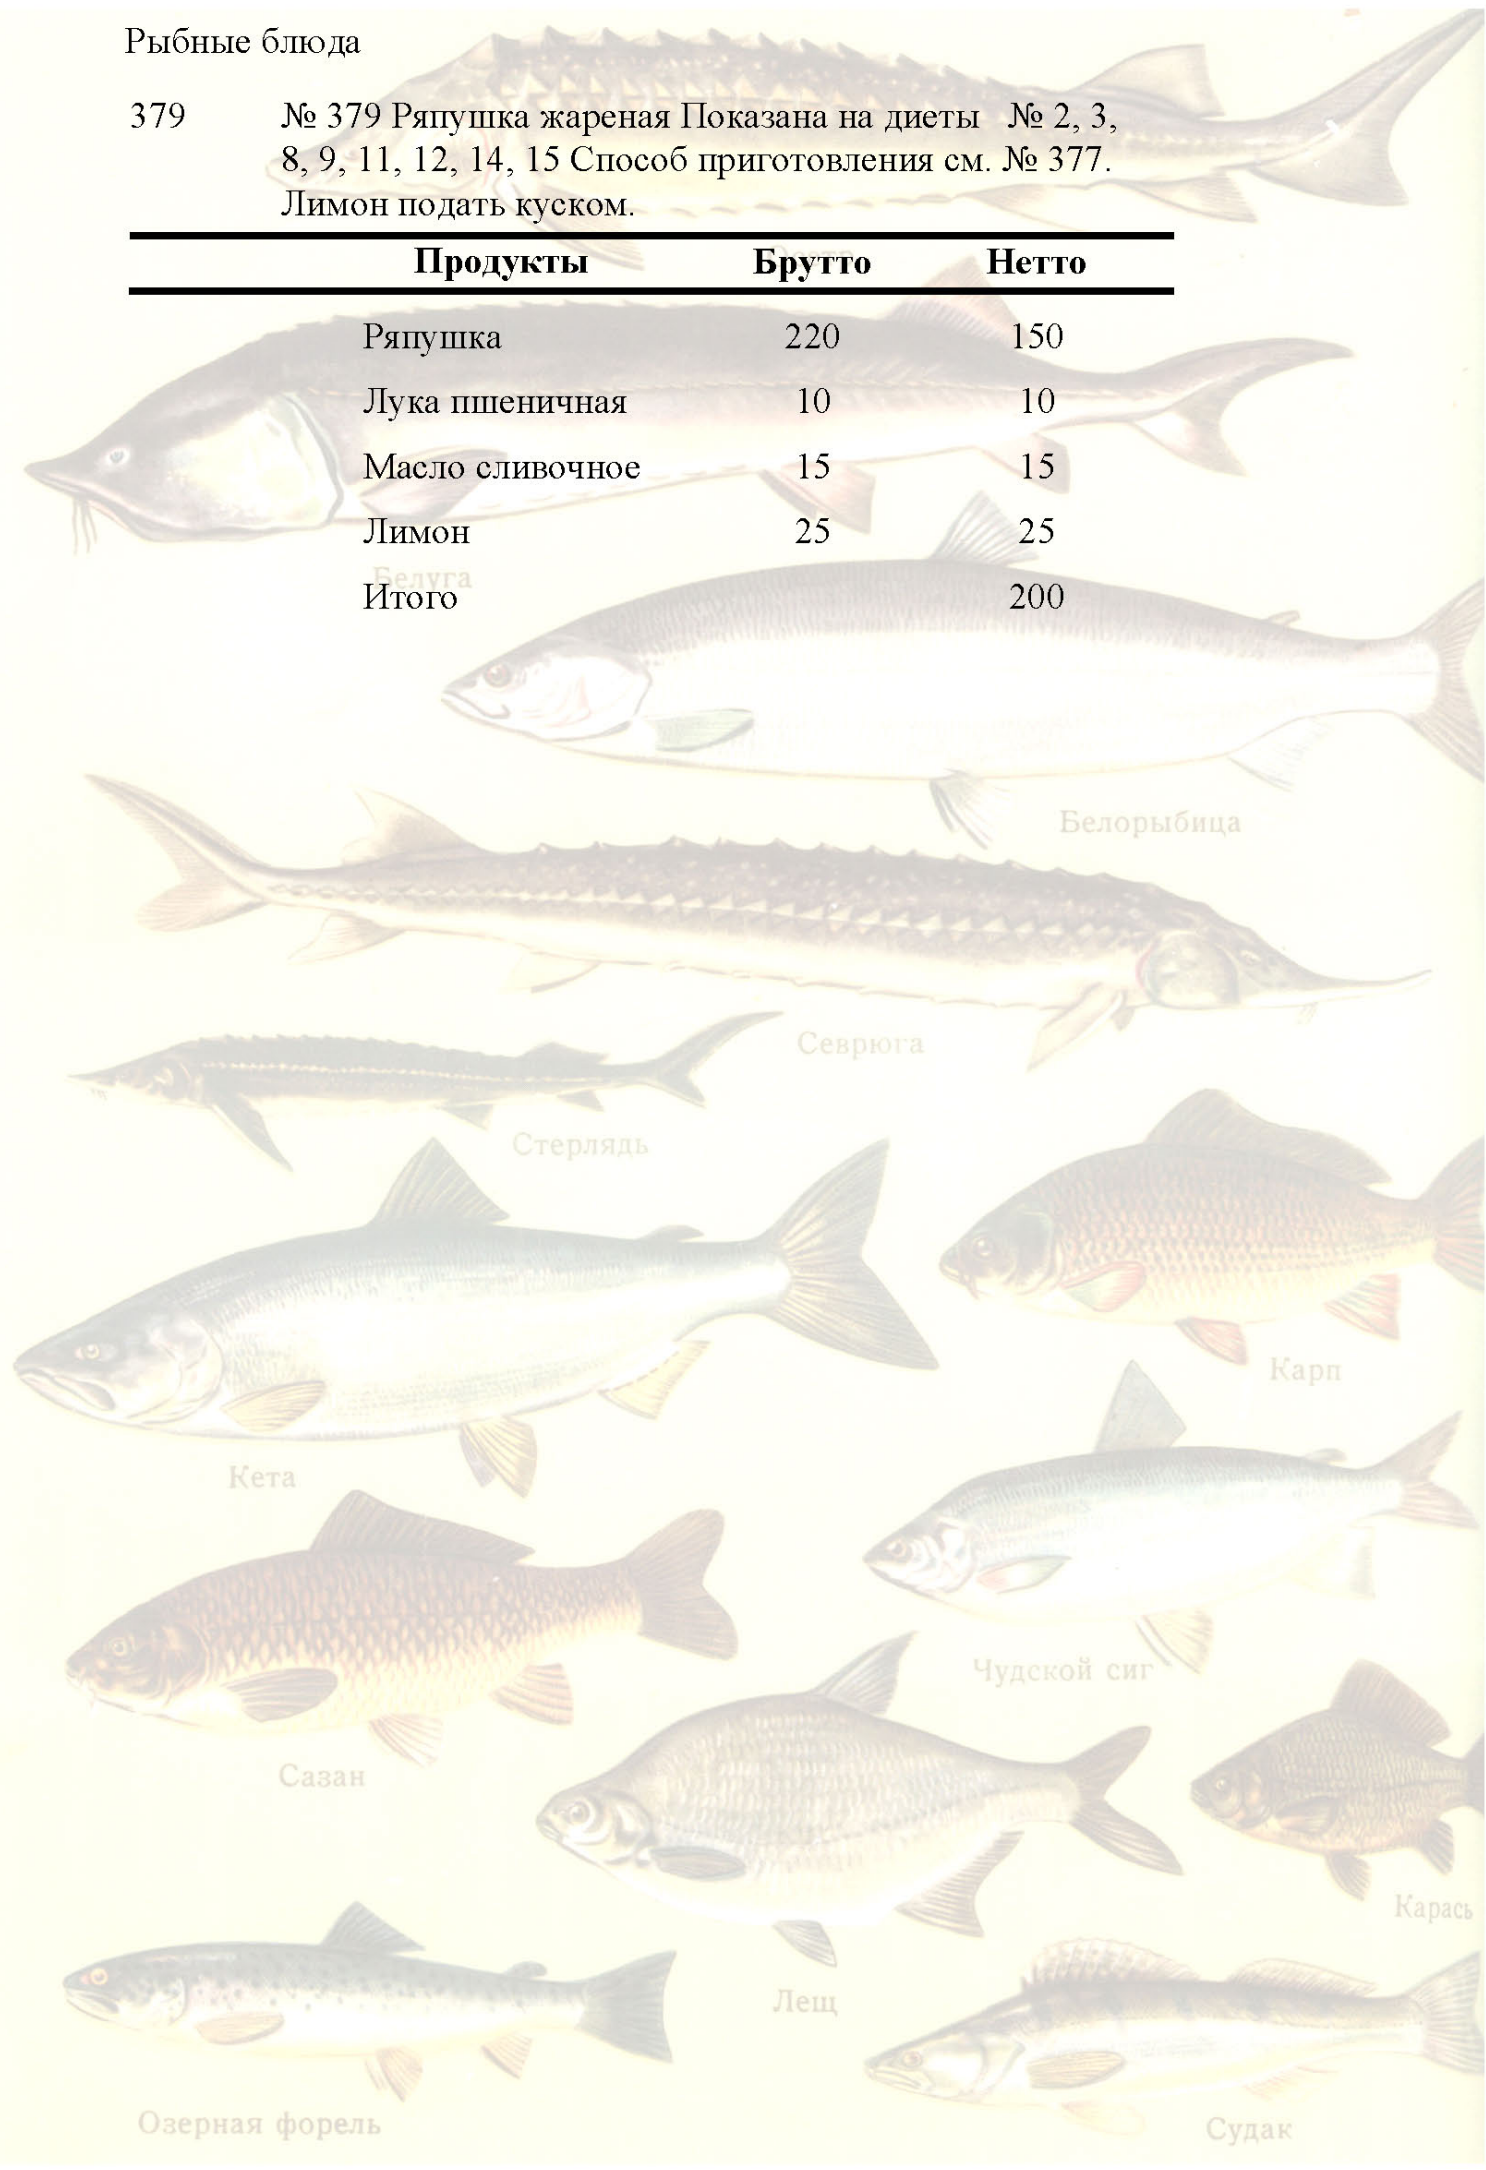 Рыбные блюда
379 № 379 Ряпушка жареная Показана на диеты № 2, 3,
8, 9, 11, 12, 14, 15 Способ приготовления см. № 377.
Лимон подать куском.
Продукты Брутто Нетто
Ряпушка 220 150
Лука пшеничная 10 10
Масло сливочное 15 15
Лимон 25 25
Белуга
Итого 200
Белорыбица
Севрюга
Стерлядь
Карп
Кета
Чудской сиг
Сазан
Карась
Лещ
Озерная форель
Судак